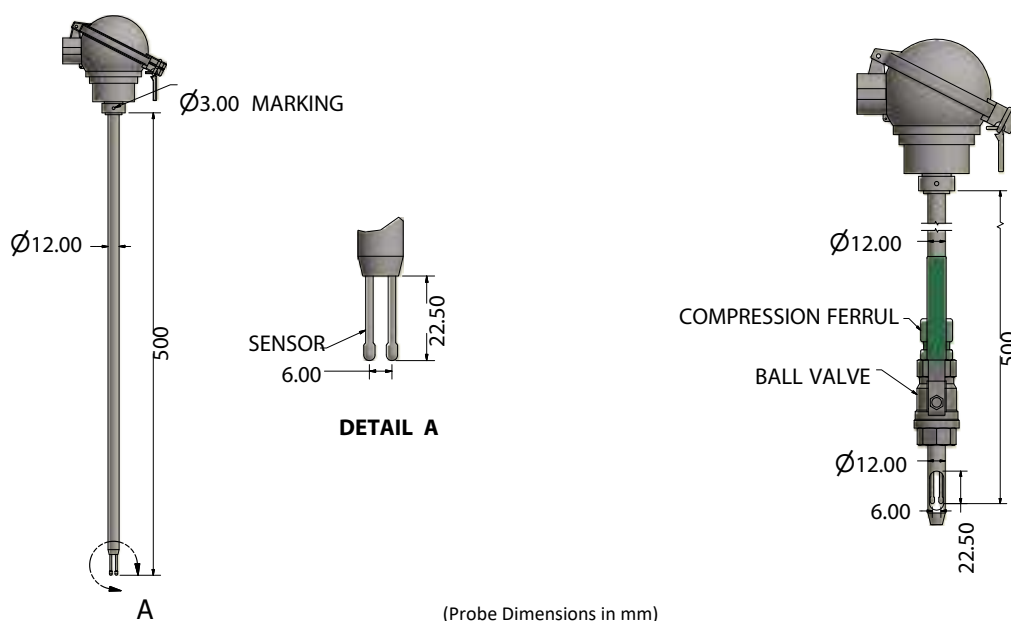 Ø3.00 MARKING
Ø12.00
500
SENSOR
22.50
6.00
DETAIL A
A
Ø12.00
COMPRESSION FERRUL
500
BALL VALVE
Ø12.00
6.00
22.50
(Probe Dimensions in mm)